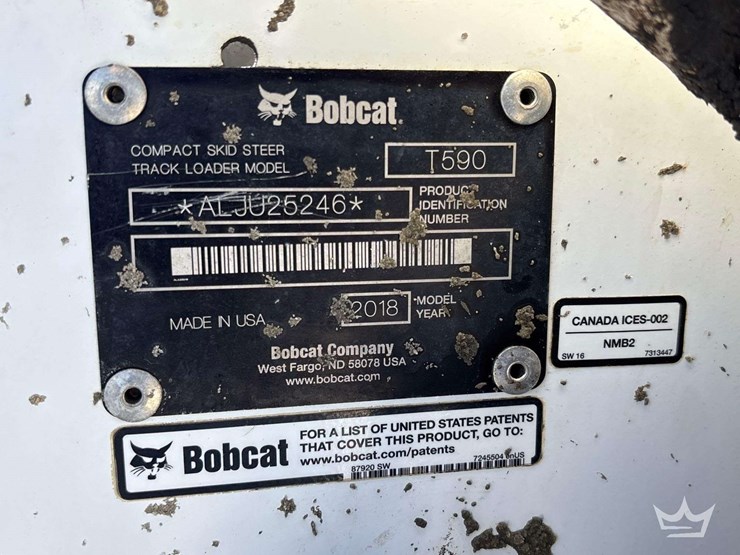 Bobcat.
COMPACT SKID STEER
TRACK LOADER MODEL
T590
*ALJU25246*
PRODUCT
IDENTIFICATION
NUMBER
MADE IN USA
2018
MODEL
YEAR
Bobcat Company
West Fargo, ND 58078 USA
www.bobcat.com
CANADA ICES-002
NMB2
SW 16 7313447
Bobcat
FOR A LIST OF UNITED STATES PATENTS
THAT COVER THIS PRODUCT, GO TO:
www.bobcat.com/patents
87920 SW 7245504 enUS